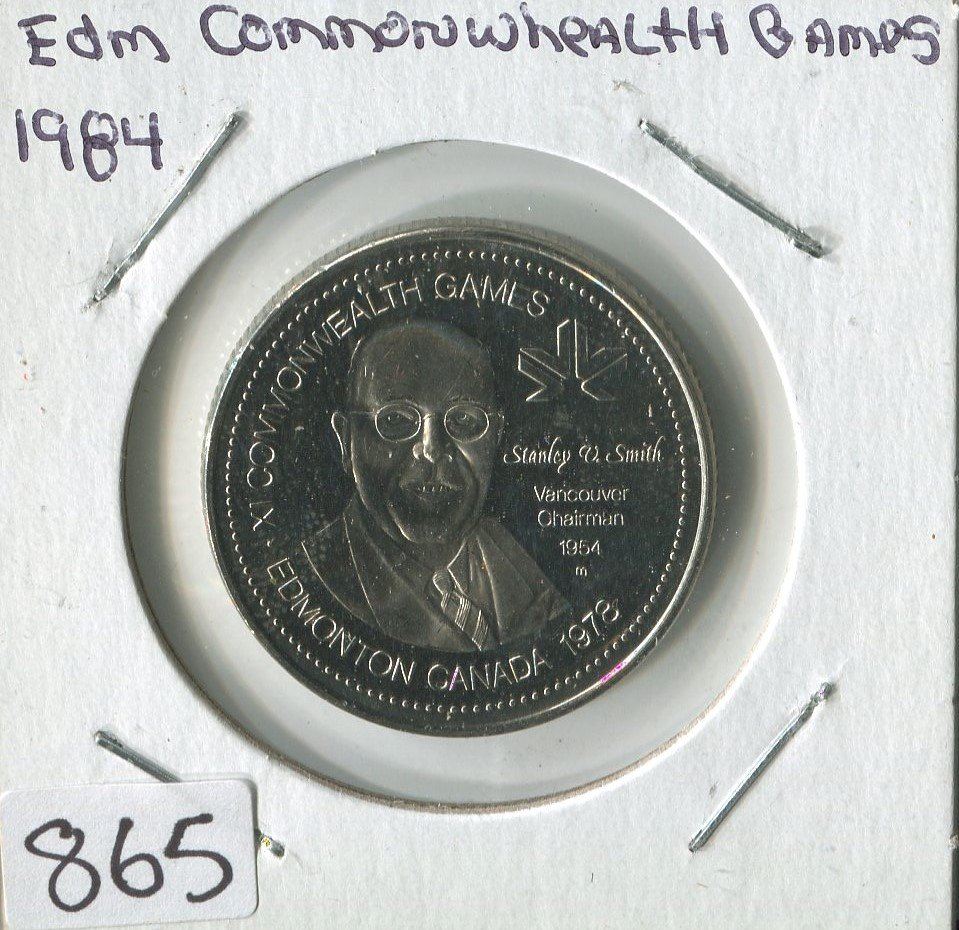 Edm Commonwealth Games
1984
XI COMMONWEALTH GAMES
Stanley V. Smith
Vancouver
Chairman
1954
m
EDMONTON CANADA 1978
865